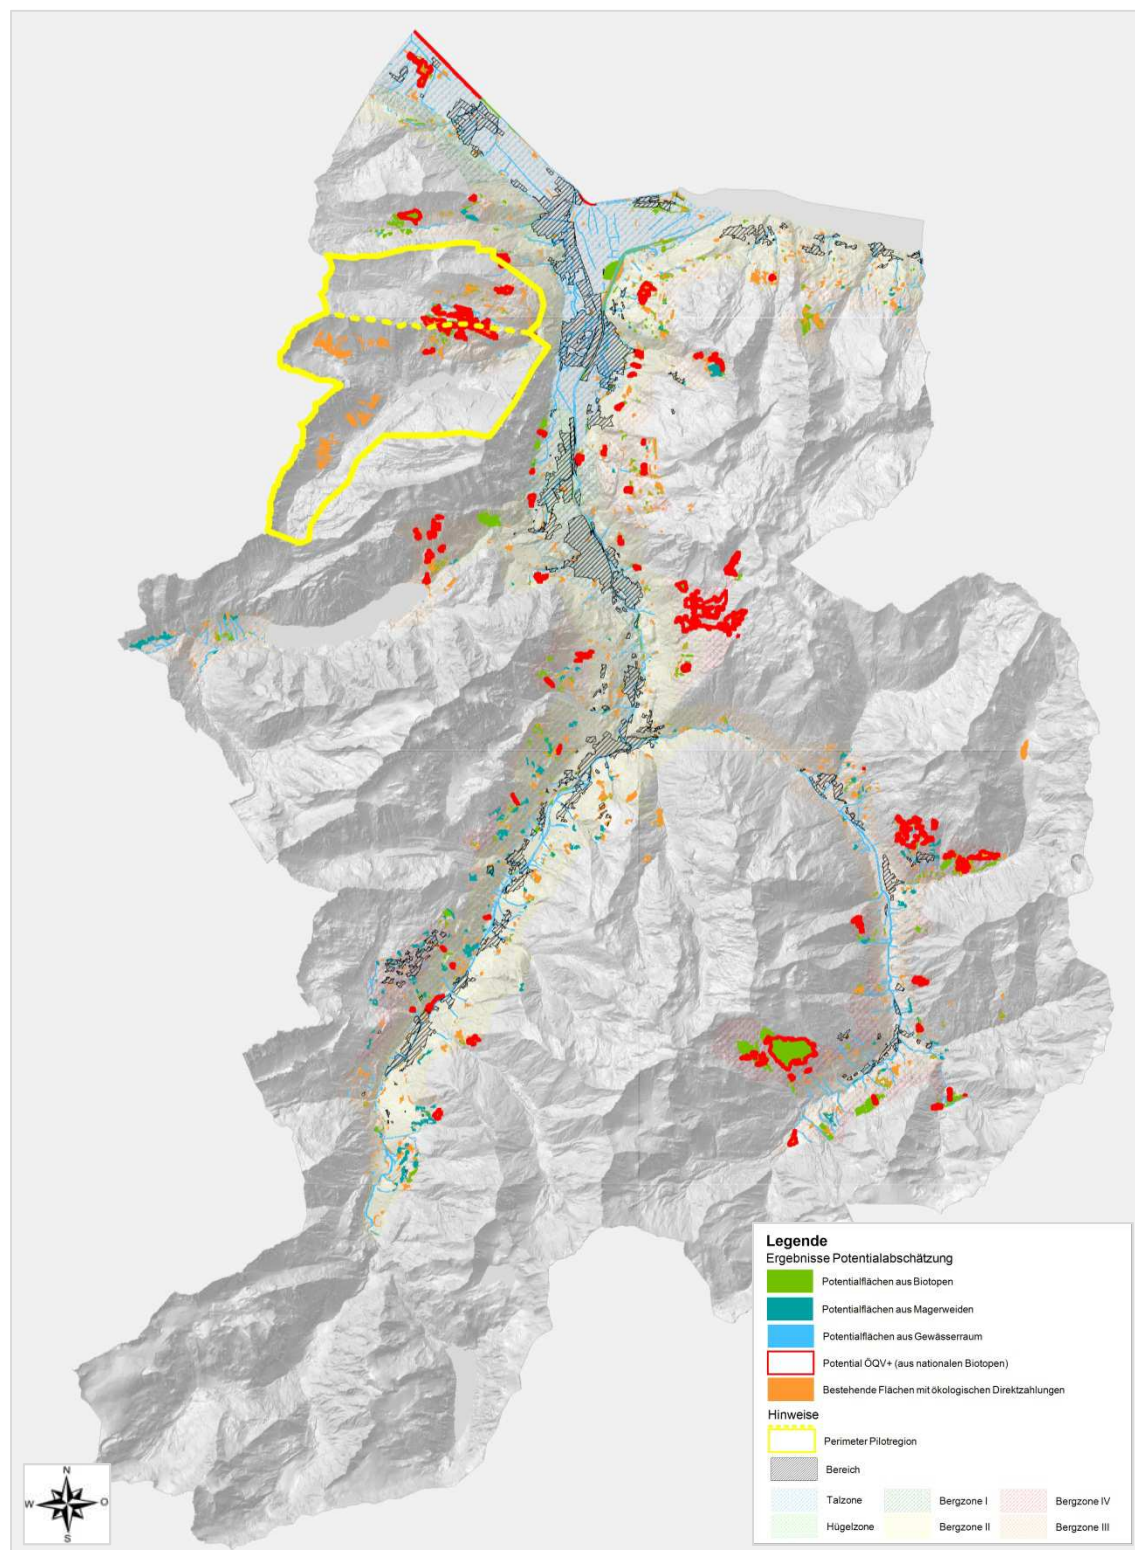 Legende
Ergebnisse Potentialabschätzung
Potentialflächen aus Biotopen
Potentialflächen aus Magerweiden
Potentialflächen aus Gewässerraum
Potential ÖQV+ (aus nationalen Biotopen)
Bestehende Flächen mit ökologischen Direktzahlungen
Hinweise
Perimeter Pilotregion
Bereich
Talzone Bergzone I Bergzone IV
Hügelzone Bergzone II Bergzone III
N
W O
S